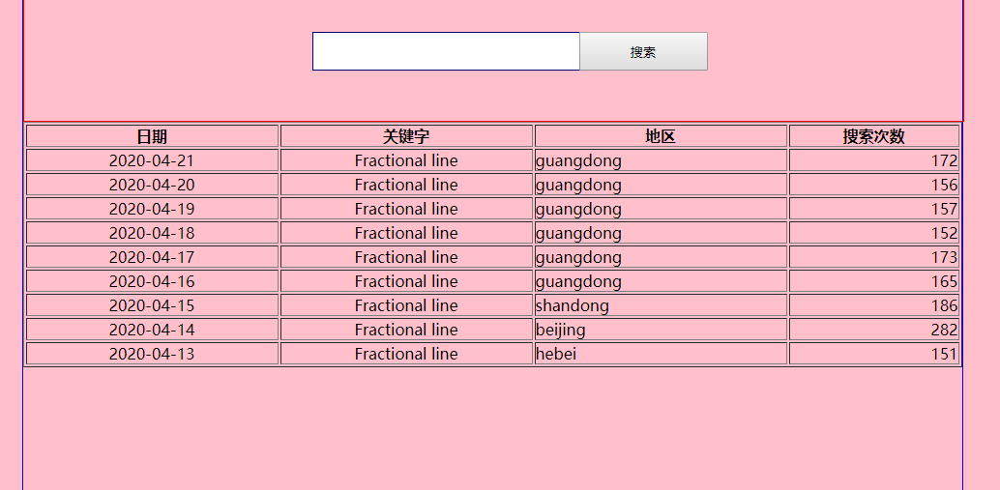 搜索
日期 关键字 地区 搜索次数
2020-04-21 Fractional line guangdong 172
2020-04-20 Fractional line guangdong 156
2020-04-19 Fractional line guangdong 157
2020-04-18 Fractional line guangdong 152
2020-04-17 Fractional line guangdong 173
2020-04-16 Fractional line guangdong 165
2020-04-15 Fractional line shandong 186
2020-04-14 Fractional line beijing 282
2020-04-13 Fractional line hebei 151